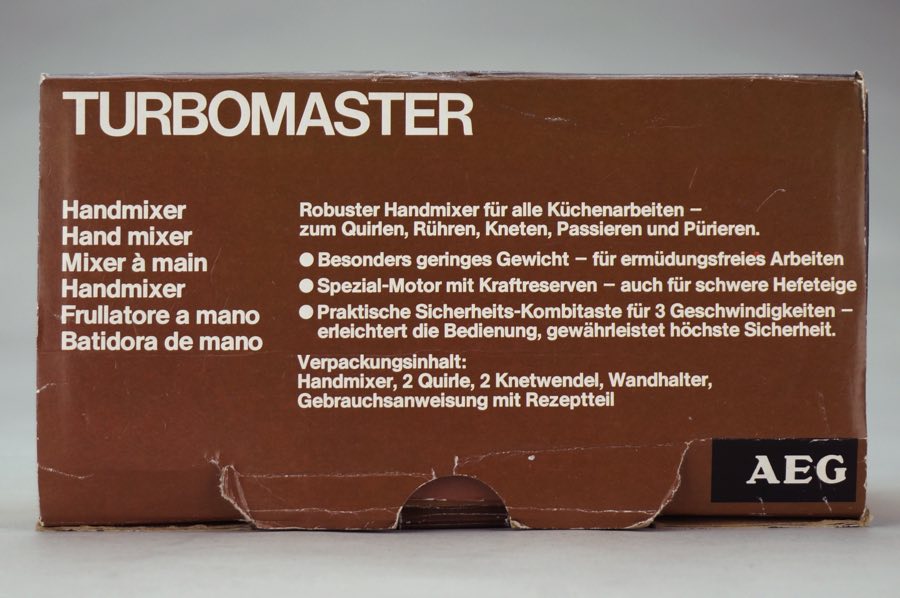 TURBOMASTER
Handmixer
Hand mixer
Mixer à main
Handmixer
Frullatore a mano
Batidora de mano
Robuster Handmixer für alle Küchenarbeiten –
zum Quirlen, Rühren, Kneten, Passieren und Pürieren.
● Besonders geringes Gewicht – für ermüdungsfreies Arbeiten
● Spezial-Motor mit Kraftreserven – auch für schwere Hefeteige
● Praktische Sicherheits-Kombitaste für 3 Geschwindigkeiten –
erleichtert die Bedienung, gewährleistet höchste Sicherheit.
Verpackungsinhalt:
Handmixer, 2 Quirle, 2 Knetwendel, Wandhalter,
Gebrauchsanweisung mit Rezeptteil
AEG